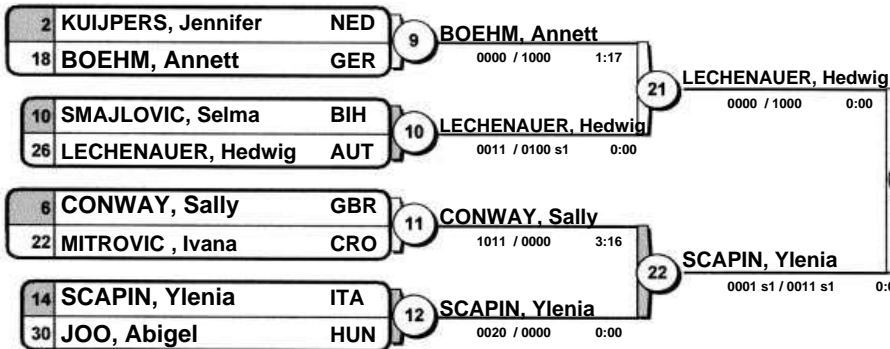 2 KUIJPERS, Jennifer NED
18 BOEHM, Annett GER
9
BOEHM, Annett
0000 / 1000 1:17
10 SMAJLOVIC, Selma BIH
26 LECHENAUER, Hedwig AUT
10
LECHENAUER, Hedwig
0011 / 0100 s1 0:00
21
LECHENAUER, Hedwig
0000 / 1000 0:00
6 CONWAY, Sally GBR
22 MITROVIC , Ivana CRO
11
CONWAY, Sally
1011 / 0000 3:16
14 SCAPIN, Ylenia ITA
30 JOO, Abigel HUN
12
SCAPIN, Ylenia
0020 / 0000 0:00
22
SCAPIN, Ylenia
0001 s1 / 0011 s1